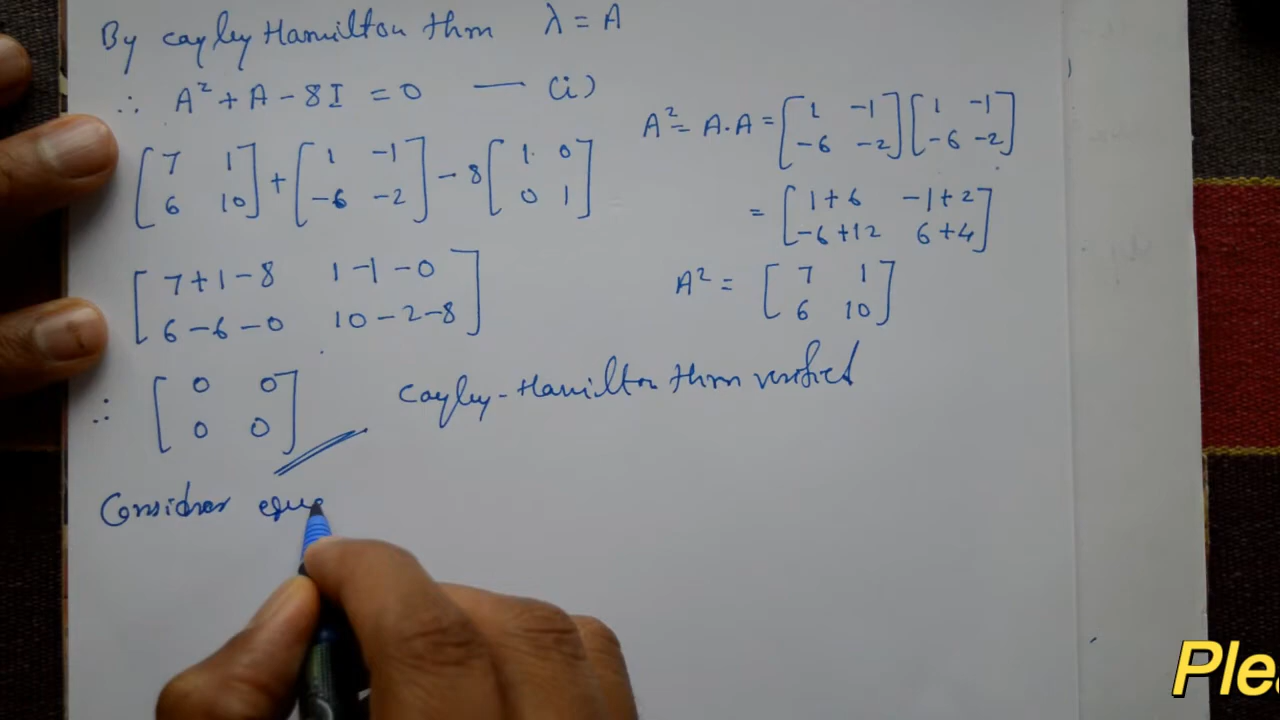 By cayley Hamilton thm λ = A
∴ A² + A - 8I = 0 — (i)
[7 1; 6 10] + [1 -1; -6 -2] - 8 [1 0; 0 1]
[7+1-8 1-1-0; 6-6-0 10-2-8]
∴ [0 0; 0 0]
A² = A.A = [1 -1; -6 -2] [1 -1; -6 -2]
= [1+6 -1+2; -6+12 6+4]
A² = [7 1; 6 10]
Cayley-Hamilton thm verified
Consider equa
Plea